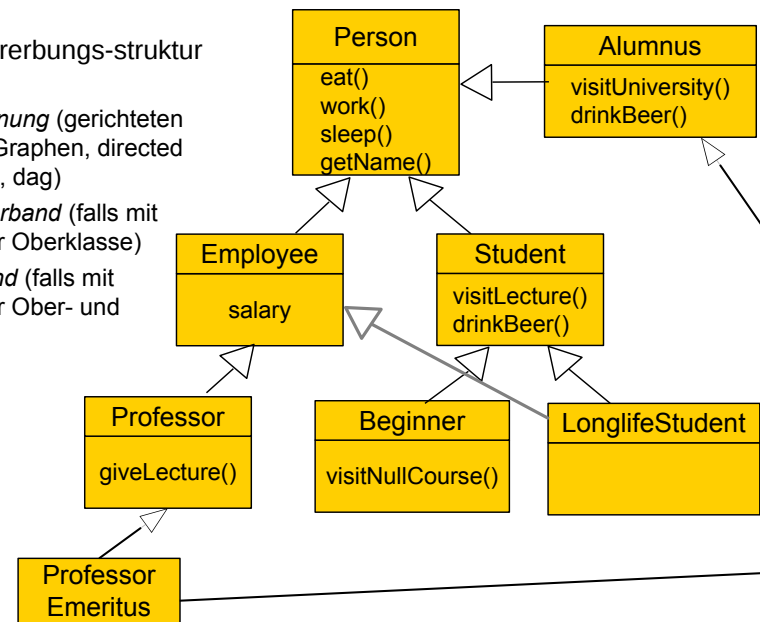 rerbungs-struktur
nung (gerichteten
Graphen, directed
, dag)
rband (falls mit
r Oberklasse)
nd (falls mit
r Ober- und
Person
eat()
work()
sleep()
getName()
Alumnus
visitUniversity()
drinkBeer()
Employee
salary
Student
visitLecture()
drinkBeer()
Professor
giveLecture()
Beginner
visitNullCourse()
LonglifeStudent
Professor
Emeritus